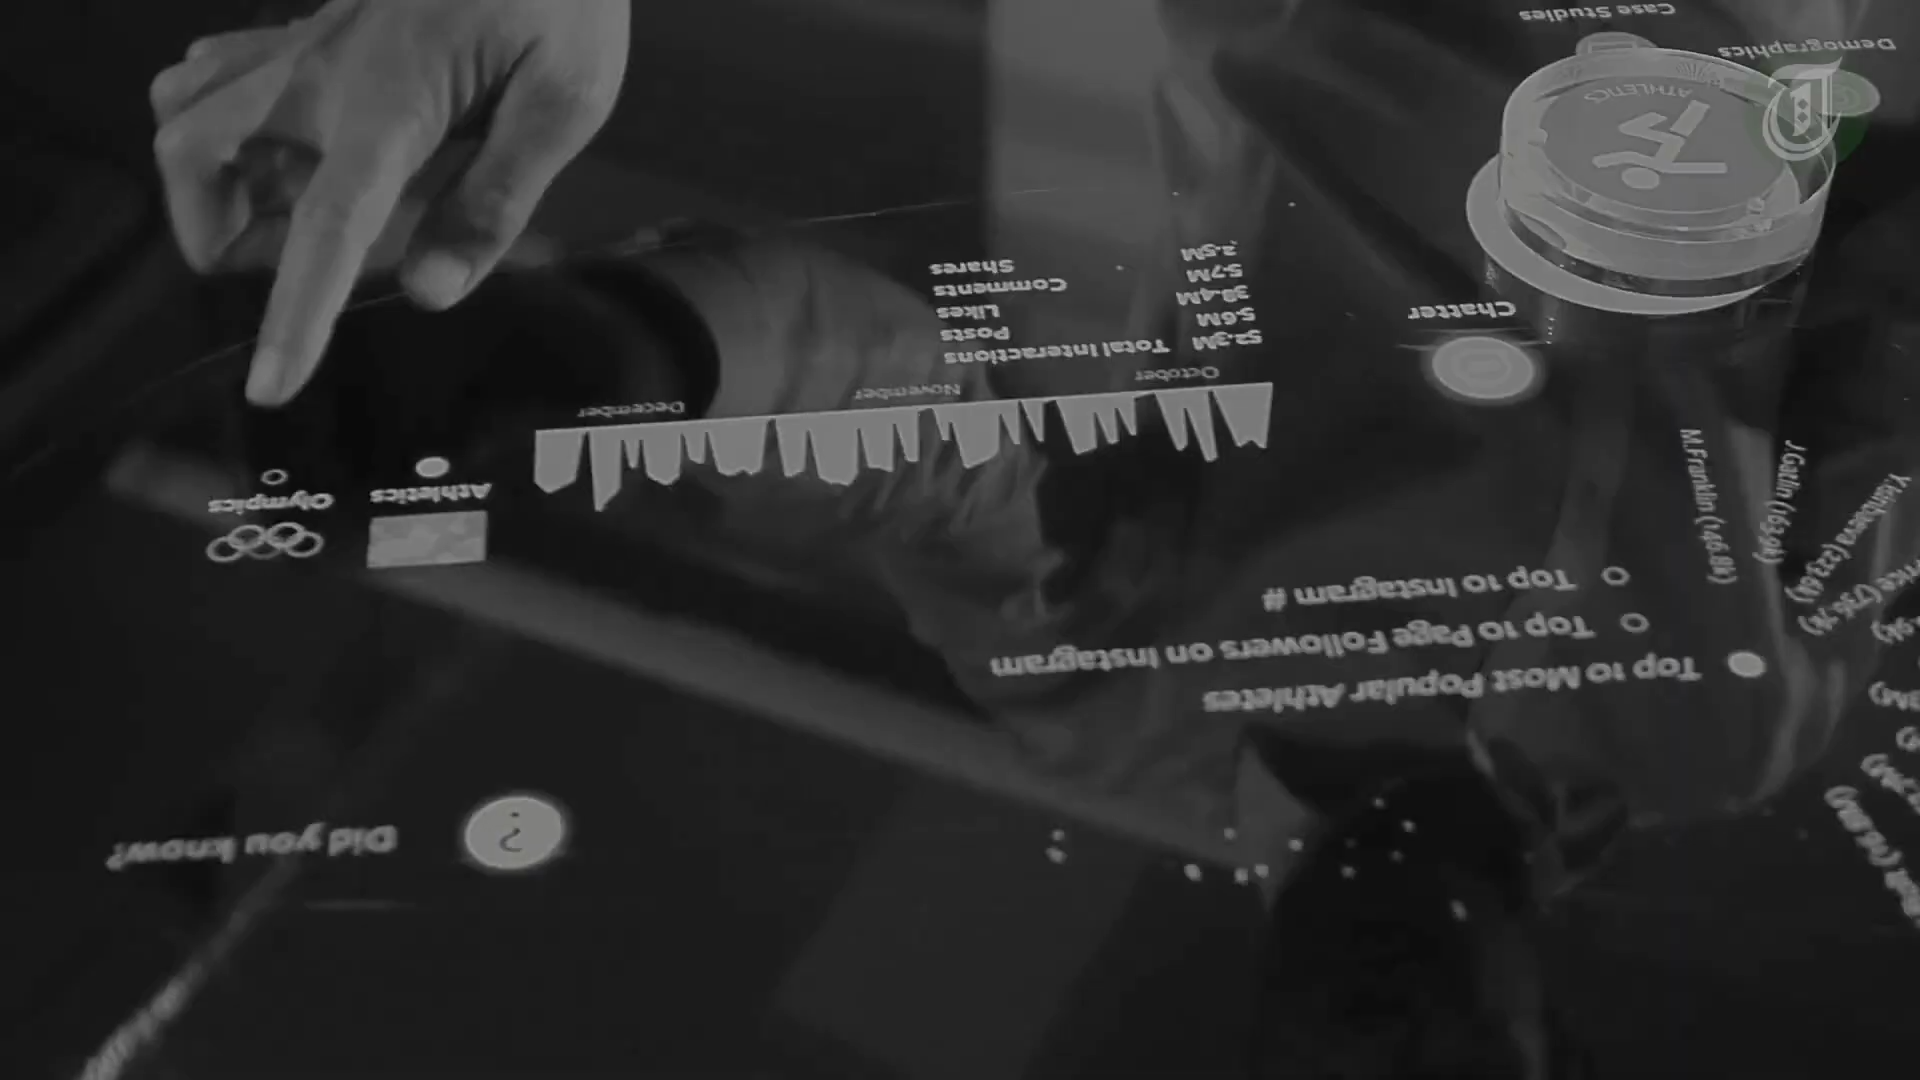 Did you know?
Top 10 Most Popular Athletes
Top 10 Page Followers on Instagram
Top 10 Instagram #
M.Franklin (146.8k)
J.Gatlin (163.9k)
Athletics
Olympics
October
November
December
52.3M Total Interactions
5.6M Posts
38.4M Likes
5.7M Comments
2.5M Shares
Chatter
ATHLETICS
Demographics
Case Studies